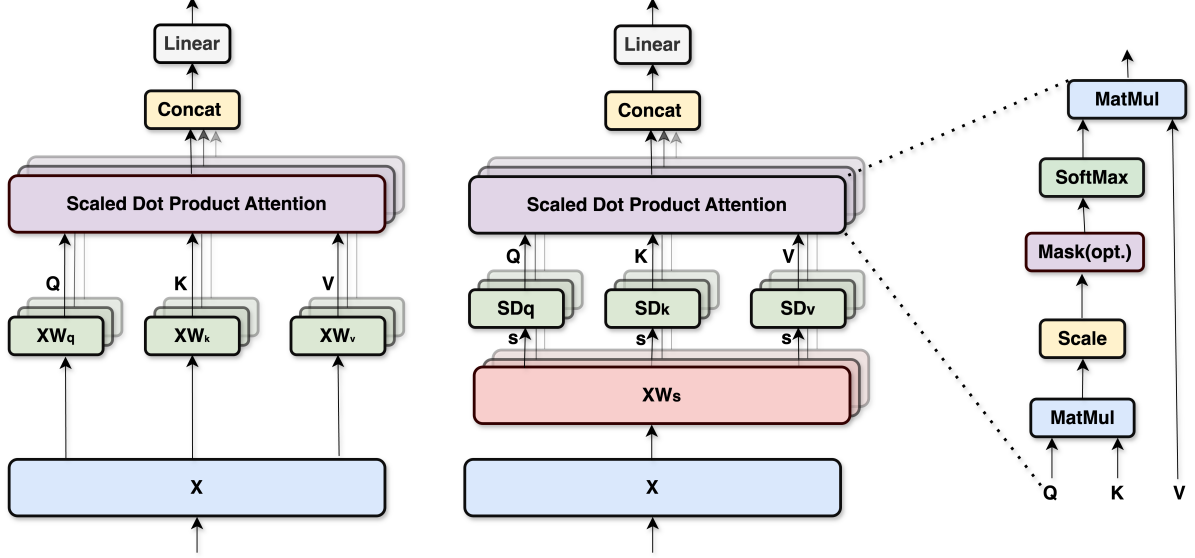 Linear
Concat
Scaled Dot Product Attention
Q
K
V
XWq
XWk
XWv
X
Linear
Concat
Scaled Dot Product Attention
Q
K
V
SDq
SDk
SDv
s
s
s
XWs
X
MatMul
SoftMax
Mask(opt.)
Scale
MatMul
Q
K
V